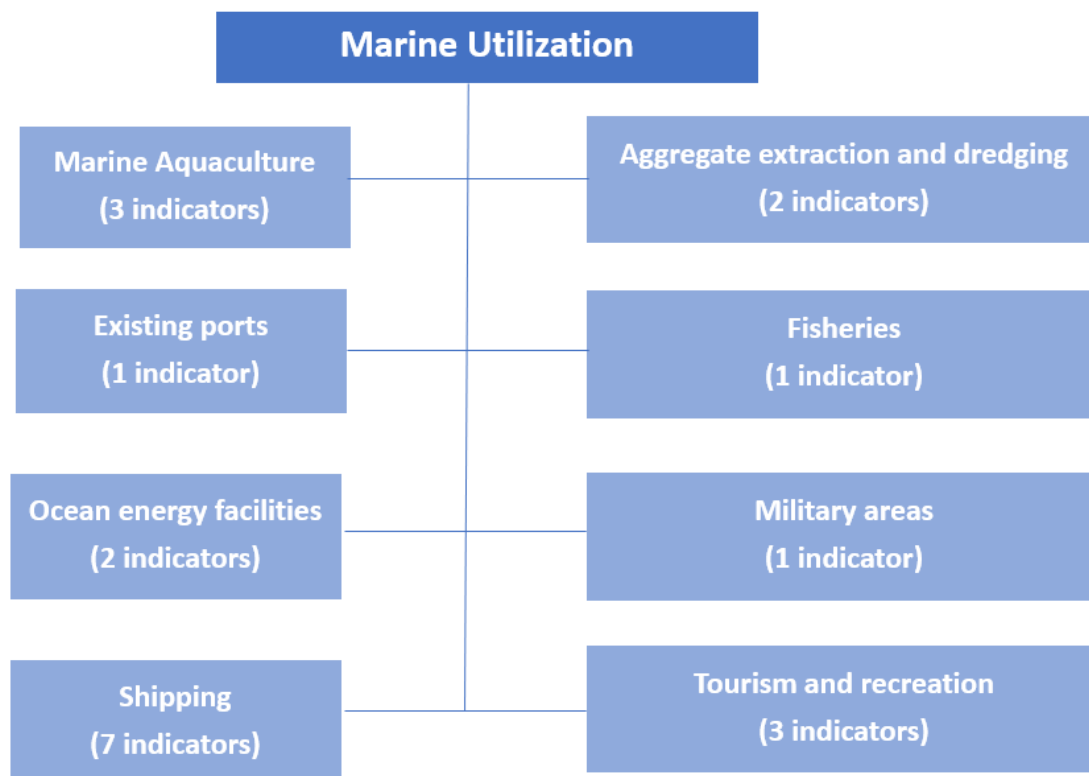 Marine Utilization
Marine Aquaculture
(3 indicators)
Aggregate extraction and dredging
(2 indicators)
Existing ports
(1 indicator)
Fisheries
(1 indicator)
Ocean energy facilities
(2 indicators)
Military areas
(1 indicator)
Shipping
(7 indicators)
Tourism and recreation
(3 indicators)